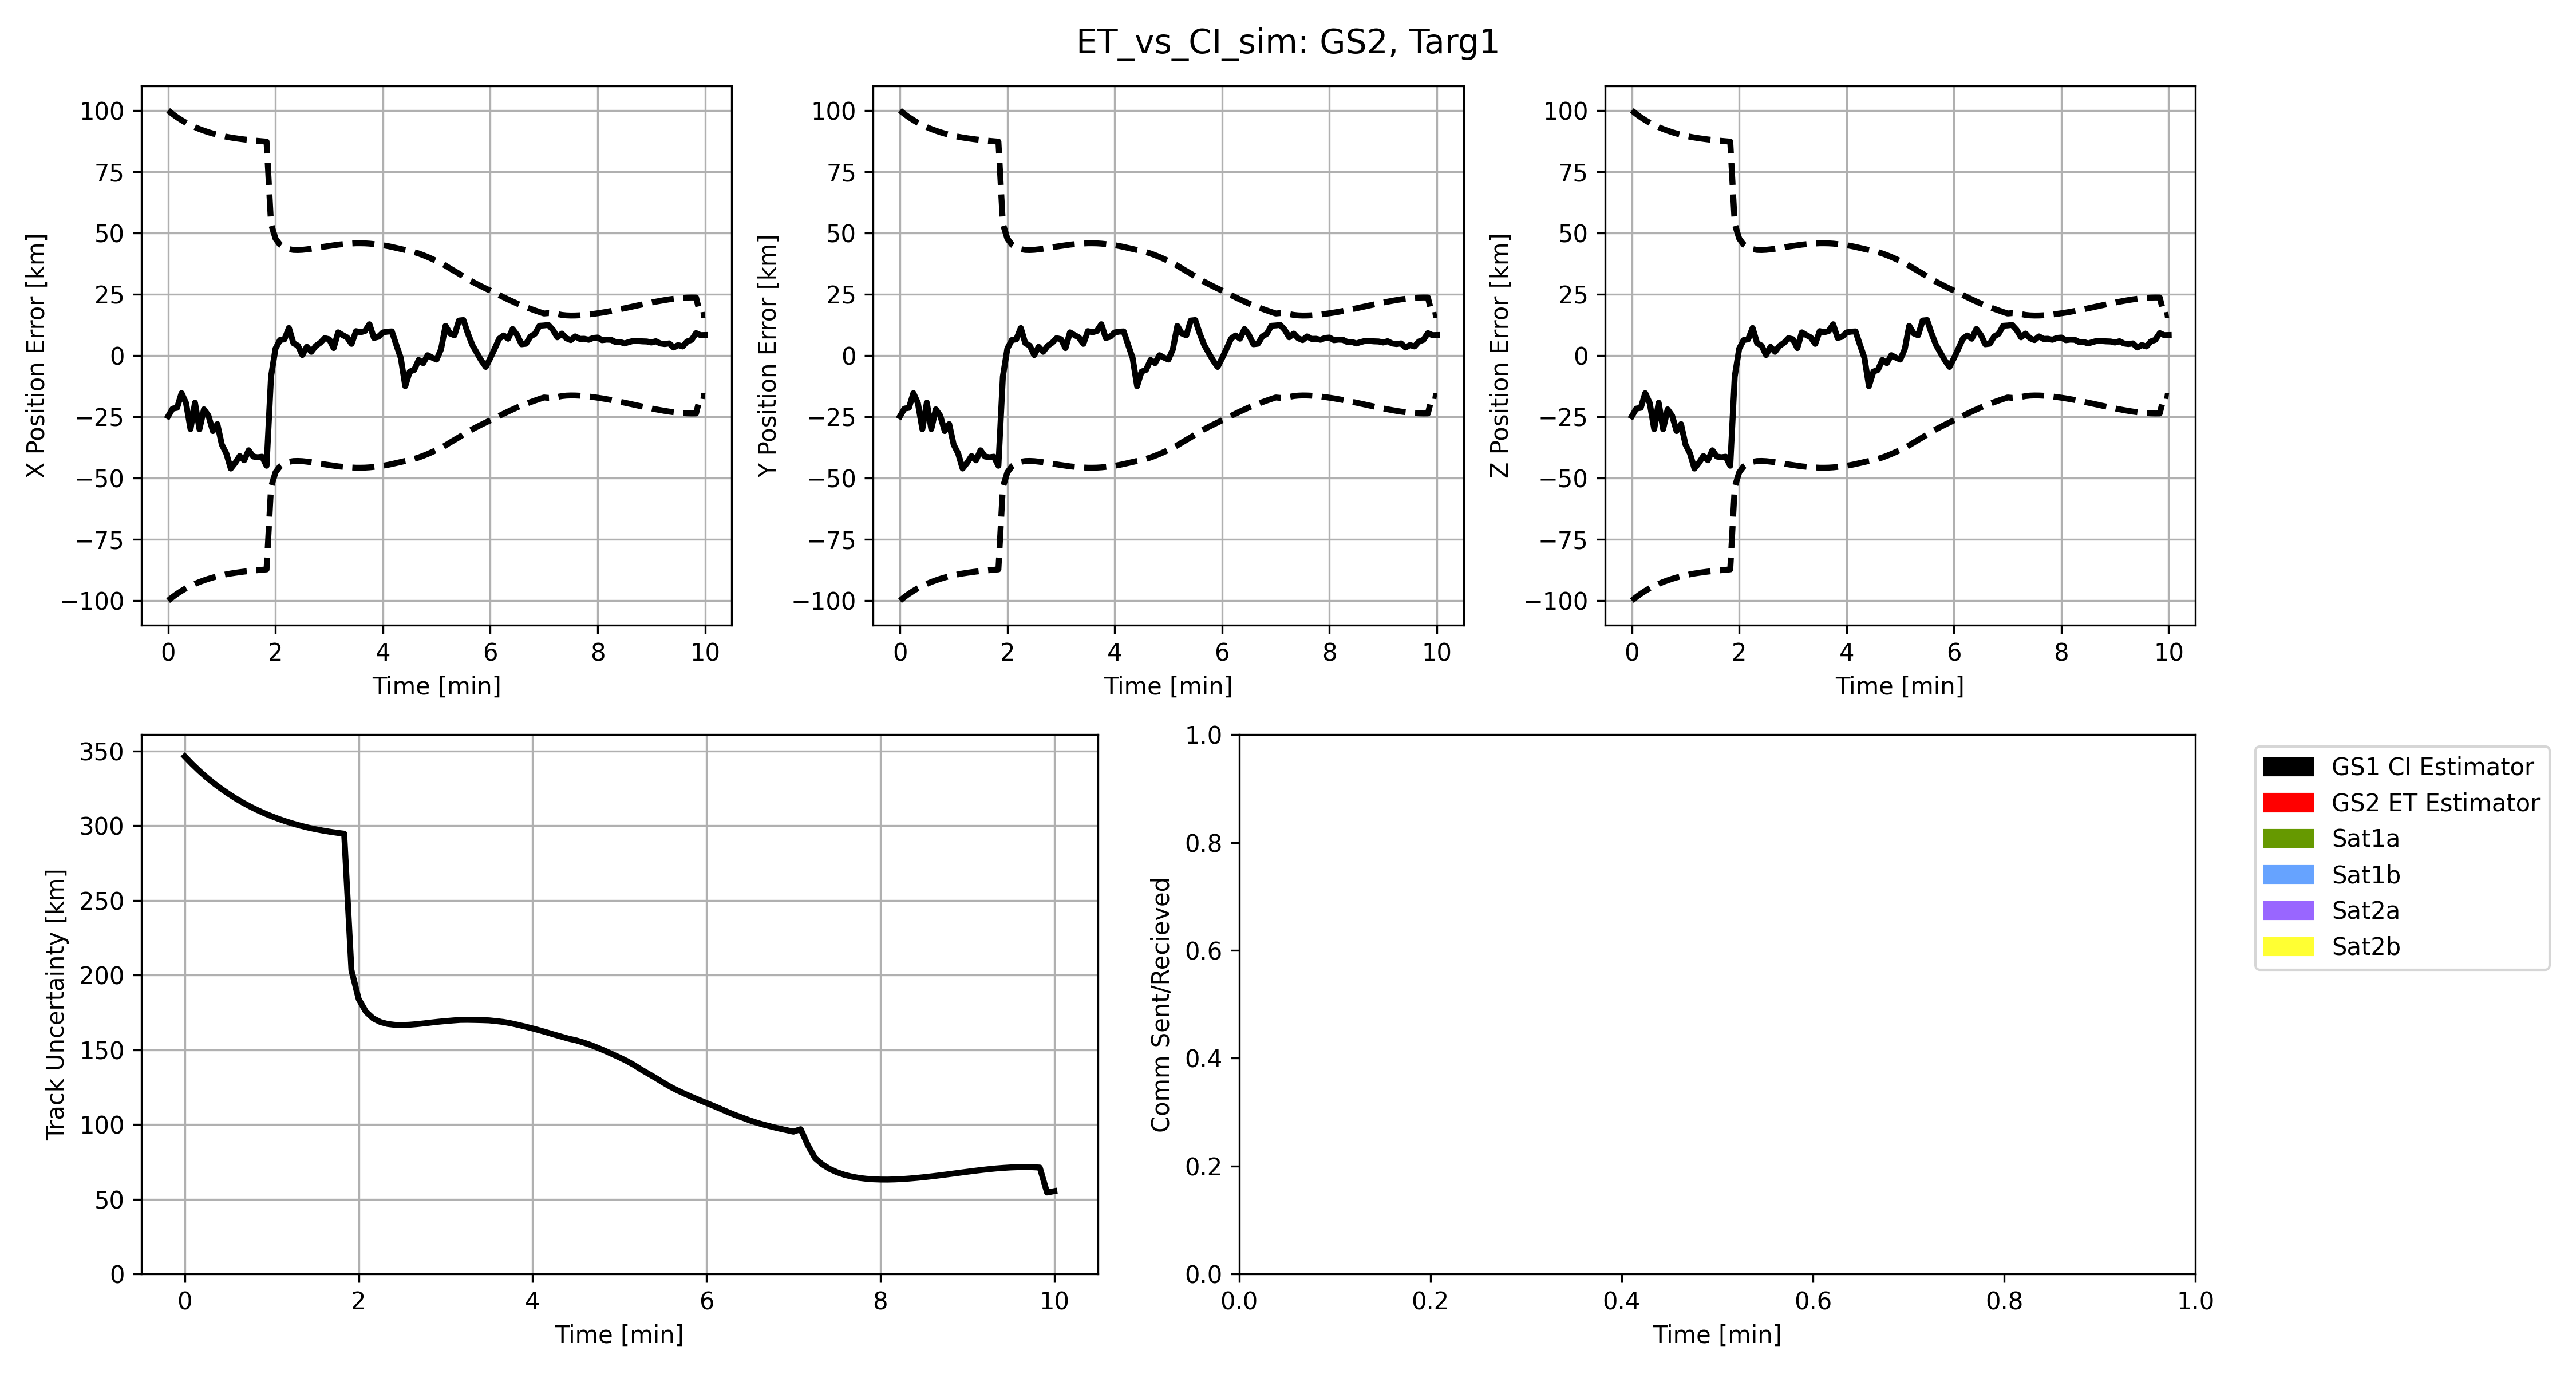 ET_vs_CI_sim: GS2, Targ1
X Position Error [km]
100
75
50
25
0
−25
−50
−75
−100
0 2 4 6 8 10
Time [min]
Y Position Error [km]
100
75
50
25
0
−25
−50
−75
−100
0 2 4 6 8 10
Time [min]
Z Position Error [km]
100
75
50
25
0
−25
−50
−75
−100
0 2 4 6 8 10
Time [min]
Track Uncertainty [km]
350
300
250
200
150
100
50
0
0 2 4 6 8 10
Time [min]
Comm Sent/Recieved
1.0
0.8
0.6
0.4
0.2
0.0
0.0 0.2 0.4 0.6 0.8 1.0
Time [min]
GS1 CI Estimator
GS2 ET Estimator
Sat1a
Sat1b
Sat2a
Sat2b